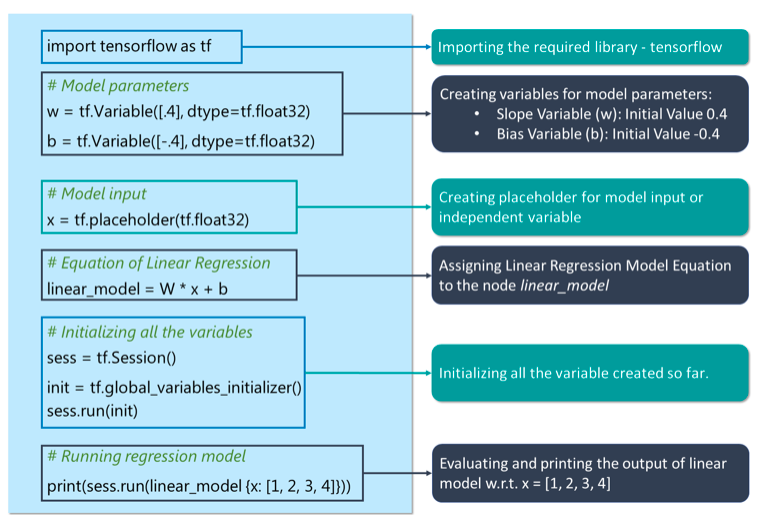 import tensorflow as tf
Importing the required library - tensorflow
# Model parameters
w = tf.Variable([.4], dtype=tf.float32)
b = tf.Variable([-.4], dtype=tf.float32)
Creating variables for model parameters:
• Slope Variable (w): Initial Value 0.4
• Bias Variable (b): Initial Value -0.4
# Model input
x = tf.placeholder(tf.float32)
Creating placeholder for model input or
independent variable
# Equation of Linear Regression
linear_model = W * x + b
Assigning Linear Regression Model Equation
to the node linear_model
# Initializing all the variables
sess = tf.Session()
init = tf.global_variables_initializer()
sess.run(init)
Initializing all the variable created so far.
# Running regression model
print(sess.run(linear_model {x: [1, 2, 3, 4]}))
Evaluating and printing the output of linear
model w.r.t. x = [1, 2, 3, 4]